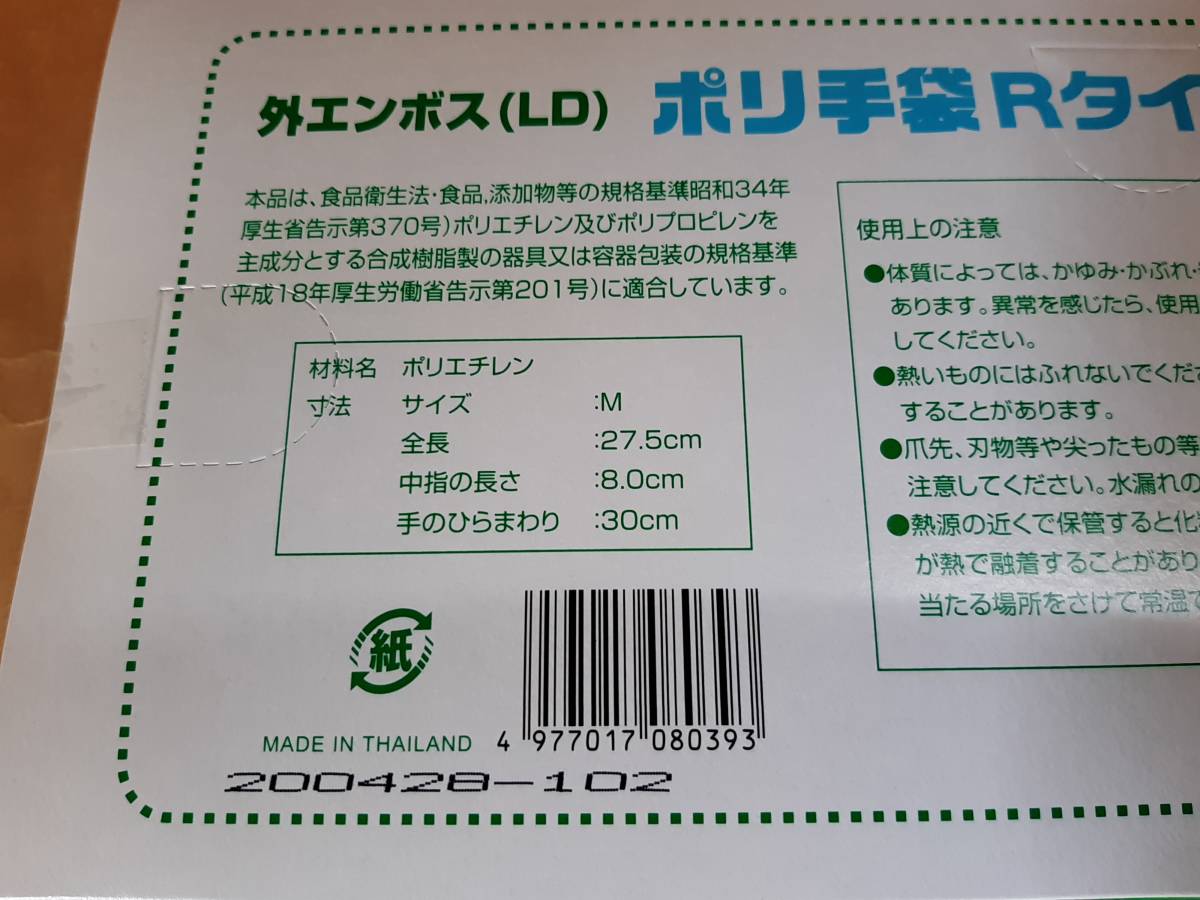 外エンボス(LD) ポリ手袋Rタイ
本品は、食品衛生法・食品,添加物等の規格基準昭和34年
厚生省告示第370号)ポリエチレン及びポリプロピレンを
主成分とする合成樹脂製の器具又は容器包装の規格基準
(平成18年厚生労働省告示第201号)に適合しています。
材料名 ポリエチレン
寸法 サイズ :M
全長 :27.5cm
中指の長さ :8.0cm
手のひらまわり :30cm
紙
MADE IN THAILAND
4 977017 080393
200428-102
使用上の注意
●体質によっては、かゆみ・かぶれ・
あります。異常を感じたら、使用
してください。
●熱いものにはふれないでくださ
することがあります。
●爪先、刃物等や尖ったもの等
注意してください。水漏れの
●熱源の近くで保管すると化
が熱で融着することがあり
当たる場所をさけて常温で